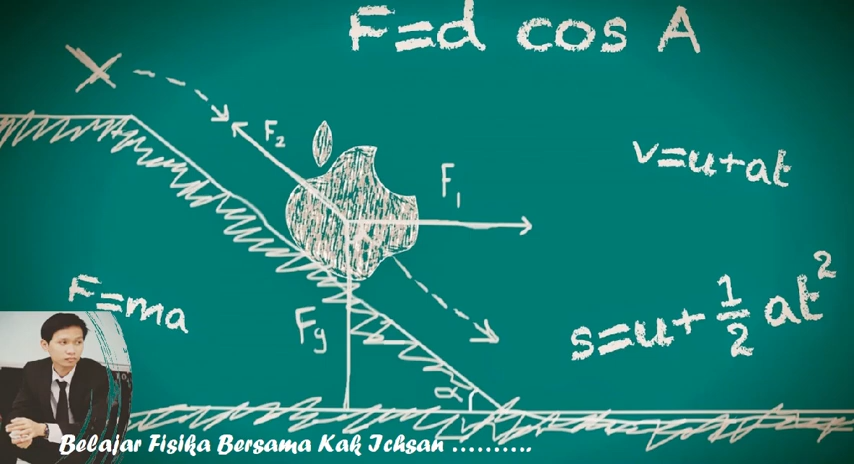 F=d cos A
X
F₂
v=u+at
F₁
F=ma
Fg
s=u+½at²
α
Belajar Fisika Bersama Kak Ichsan ..........